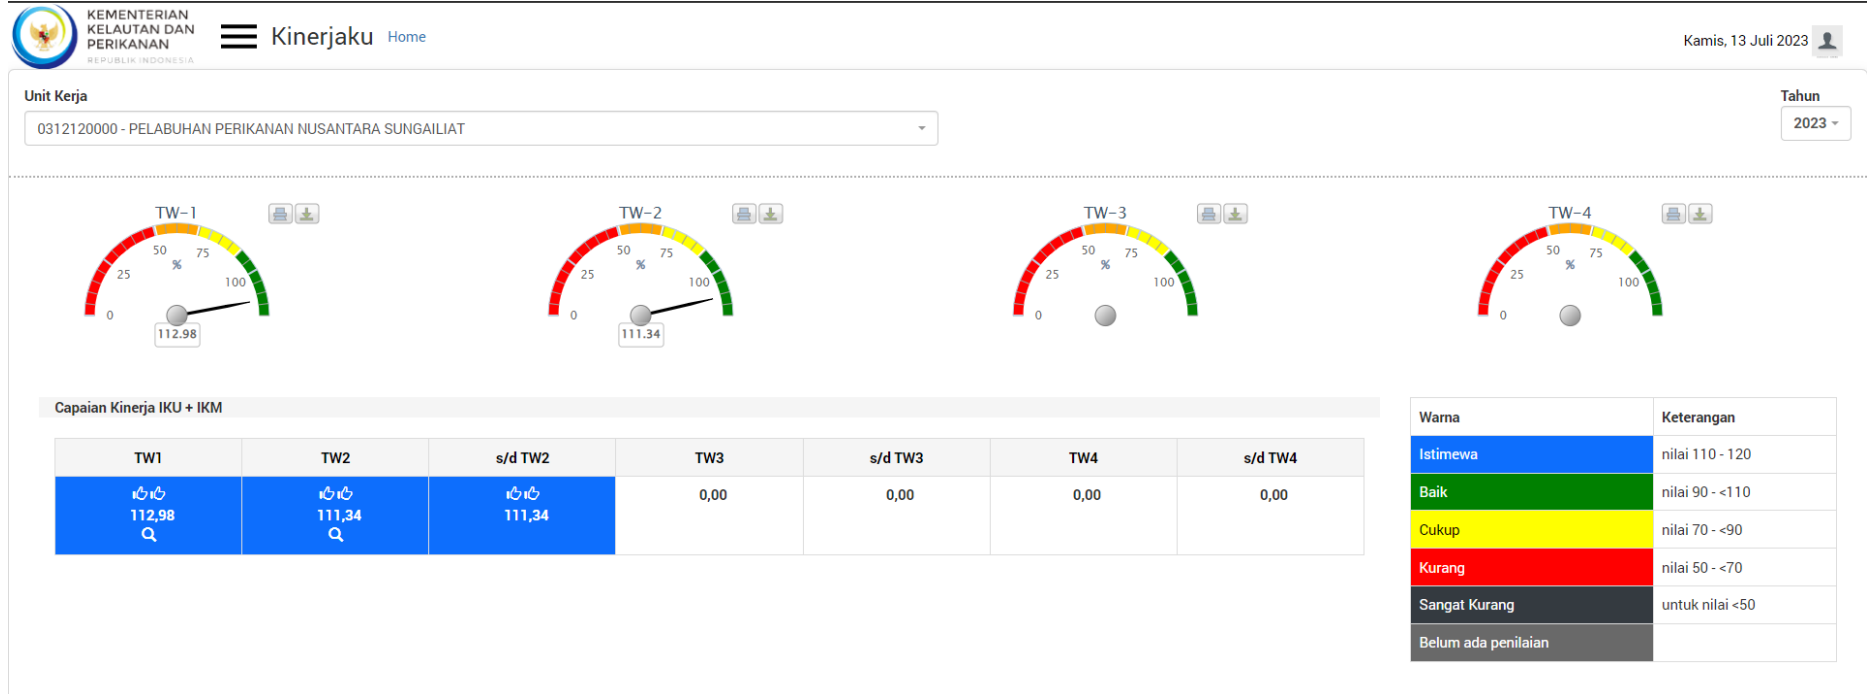 KEMENTERIAN
KELAUTAN DAN
PERIKANAN
REPUBLIK INDONESIA
Kinerjaku Home
Kamis, 13 Juli 2023
Unit Kerja
Tahun
0312120000 - PELABUHAN PERIKANAN NUSANTARA SUNGAILIAT
2023
TW-1
0 25 50 75 100
%
112.98
TW-2
0 25 50 75 100
%
111.34
TW-3
0 25 50 75 100
%
TW-4
0 25 50 75 100
%
Capaian Kinerja IKU + IKM
TW1 TW2 s/d TW2 TW3 s/d TW3 TW4 s/d TW4
112,98 111,34 111,34 0,00 0,00 0,00 0,00
Warna Keterangan
Istimewa nilai 110 - 120
Baik nilai 90 - <110
Cukup nilai 70 - <90
Kurang nilai 50 - <70
Sangat Kurang untuk nilai <50
Belum ada penilaian